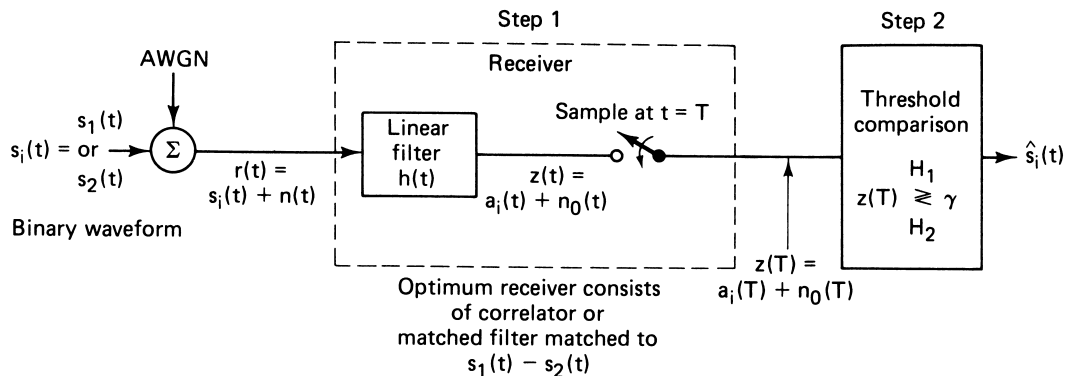 Step 1
Step 2
AWGN
Receiver
s₁(t)
sᵢ(t) = or
s₂(t)
Binary waveform
Σ
r(t) =
sᵢ(t) + n(t)
Linear
filter
h(t)
z(t) =
aᵢ(t) + n₀(t)
Sample at t = T
z(T) =
aᵢ(T) + n₀(T)
Threshold
comparison
H₁
z(T) ≷ γ
H₂
ŝᵢ(t)
Optimum receiver consists
of correlator or
matched filter matched to
s₁(t) − s₂(t)